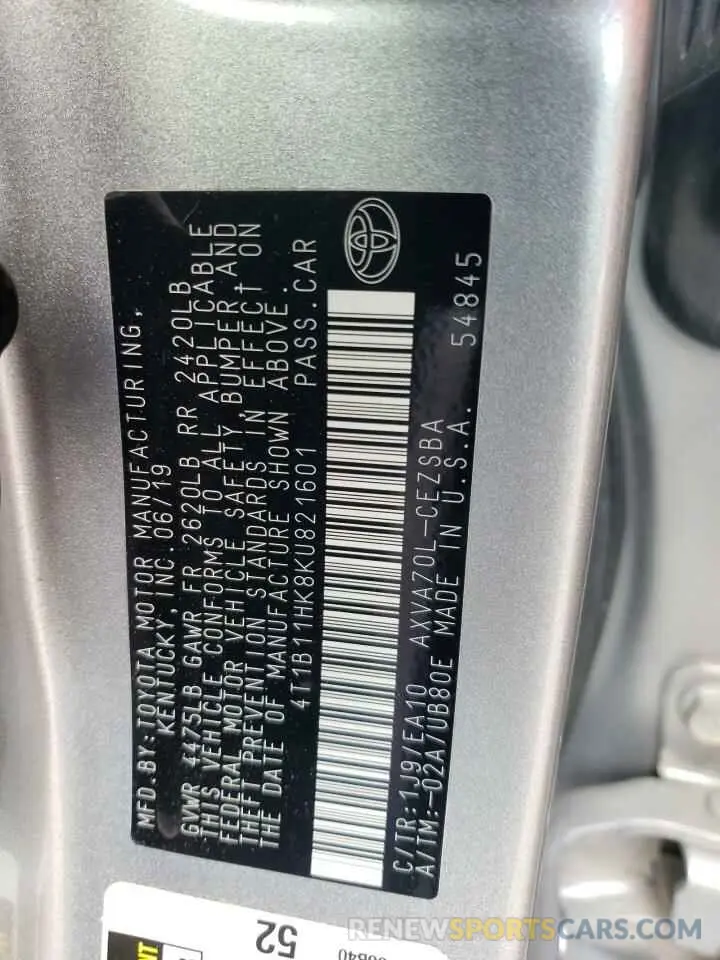 MFD.BY:TOYOTA MOTOR MANUFACTURING,
KENTUCKY, INC.06/19
GVWR 4475LB GAWR FR 2620LB RR 2420LB
THIS VEHICLE CONFORMS TO ALL APPLICABLE
FEDERAL MOTOR VEHICLE SAFETY,BUMPER,AND
THEFT PREVENTION STANDARDS IN EFFECT ON
THE DATE OF MANUFACTURE SHOWN ABOVE.
4T1B11HK8KU821601 PASS.CAR
C/TR:1J9/EA10 AXVA70L-CEZSBA
A/TM:-02A/UB80E MADE IN U.S.A. 54845
52
RENEWSPORTSCARS.COM